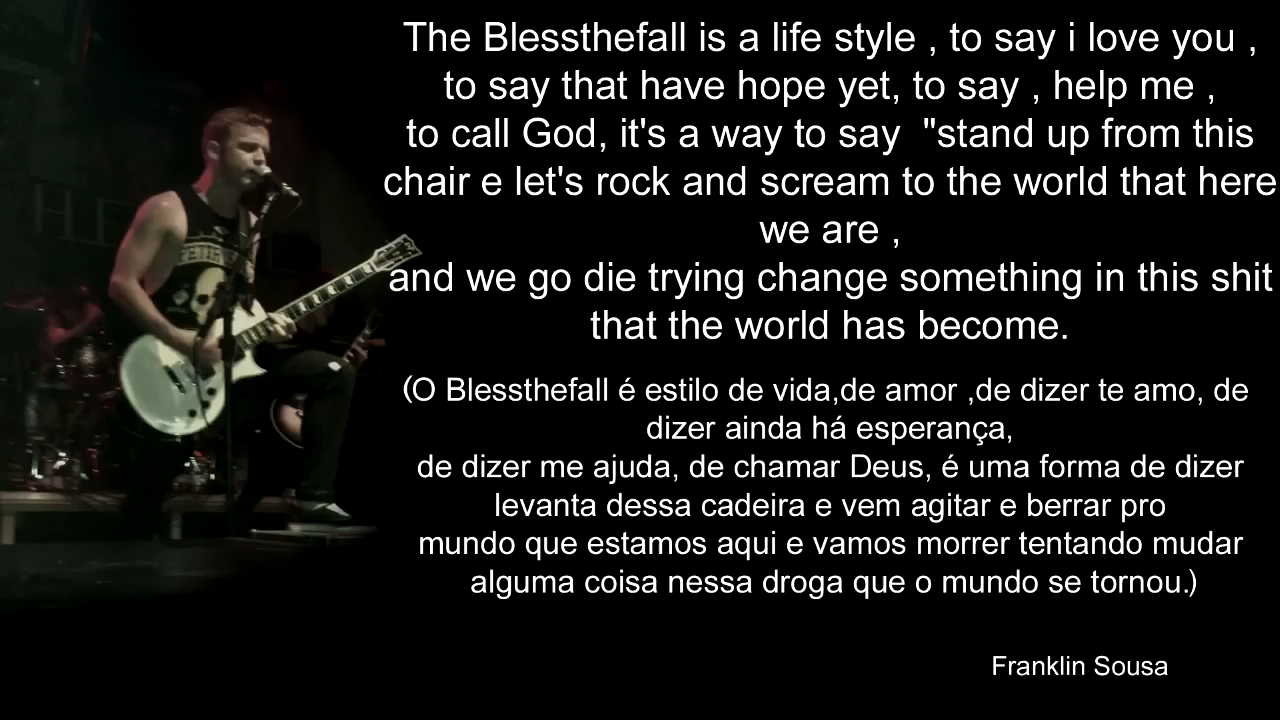 The Blessthefall is a life style , to say i love you ,
to say that have hope yet, to say , help me ,
to call God, it's a way to say  "stand up from this
chair e let's rock and scream to the world that here
we are ,
and we go die trying change something in this shit
that the world has become.
(O Blessthefall é estilo de vida,de amor ,de dizer te amo, de
dizer ainda há esperança,
de dizer me ajuda, de chamar Deus, é uma forma de dizer
levanta dessa cadeira e vem agitar e berrar pro
mundo que estamos aqui e vamos morrer tentando mudar
alguma coisa nessa droga que o mundo se tornou.)
Franklin Sousa